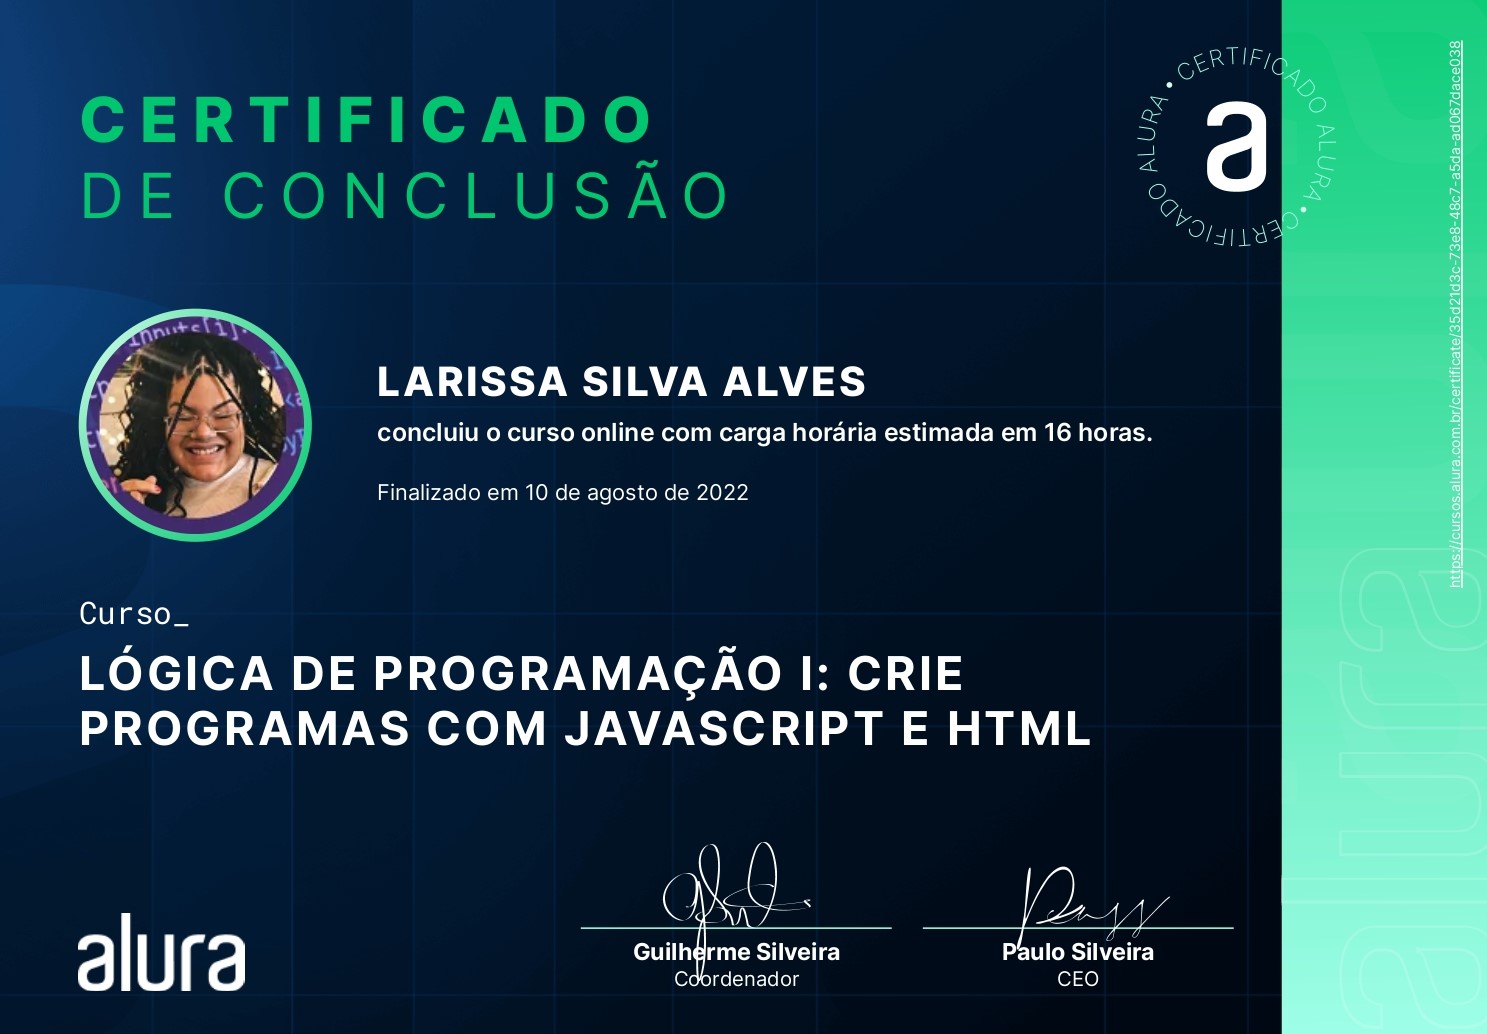 CERTIFICADO
DE CONCLUSÃO
CERTIFICADO ALURA • CERTIFICADO ALURA •
a
https://cursos.alura.com.br/certificate/35d21d3c-73e8-48c7-a5da-ad067dace038
LARISSA SILVA ALVES
concluiu o curso online com carga horária estimada em 16 horas.
Finalizado em 10 de agosto de 2022
Curso_
LÓGICA DE PROGRAMAÇÃO I: CRIE
PROGRAMAS COM JAVASCRIPT E HTML
alura
Guilherme Silveira
Coordenador
Paulo Silveira
CEO
alura